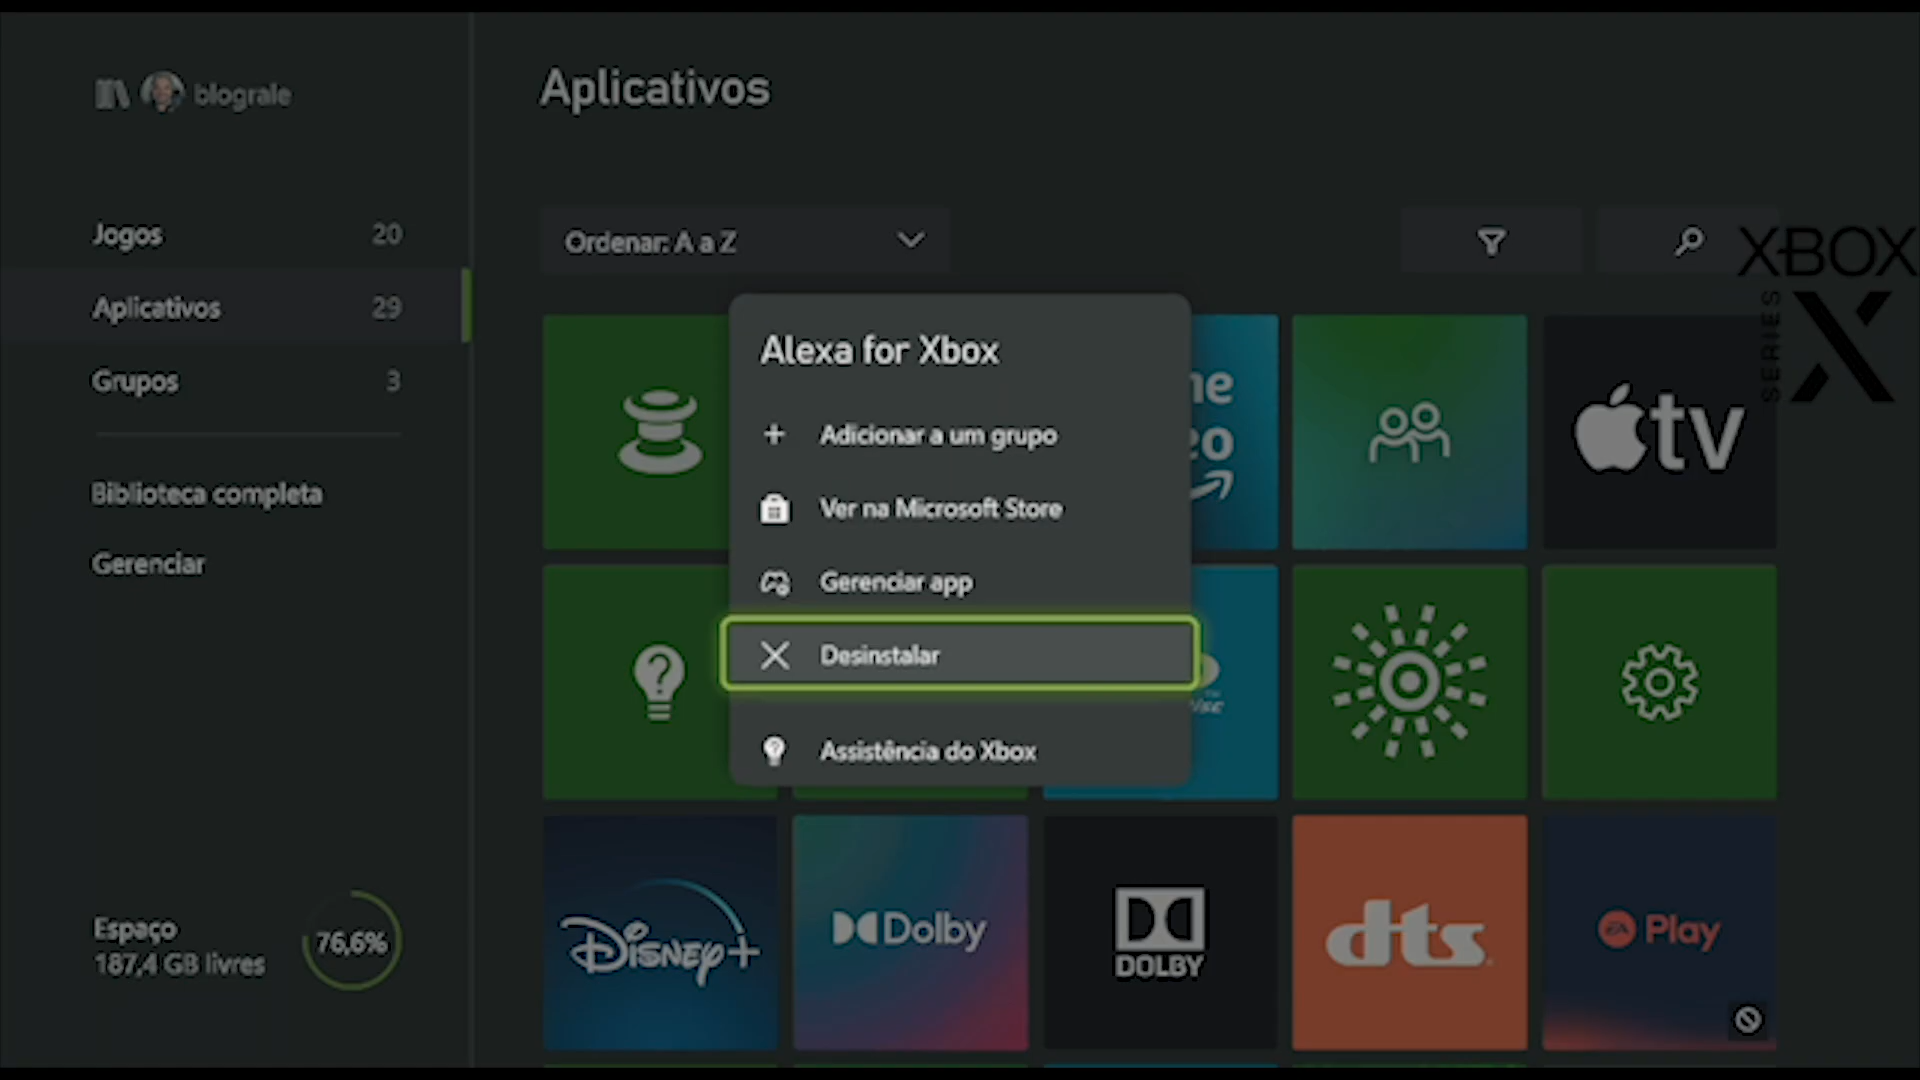 blograle
Aplicativos
Jogos 20
Aplicativos 29
Grupos 3
Biblioteca completa
Gerenciar
Espaço
187,4 GB livres
76,6%
Ordenar: A a Z
XBOX
SERIES X
Alexa for Xbox
Adicionar a um grupo
Ver na Microsoft Store
Gerenciar app
Desinstalar
Assistência do Xbox
tv
Disney+
Dolby
DOLBY
dts
EA Play